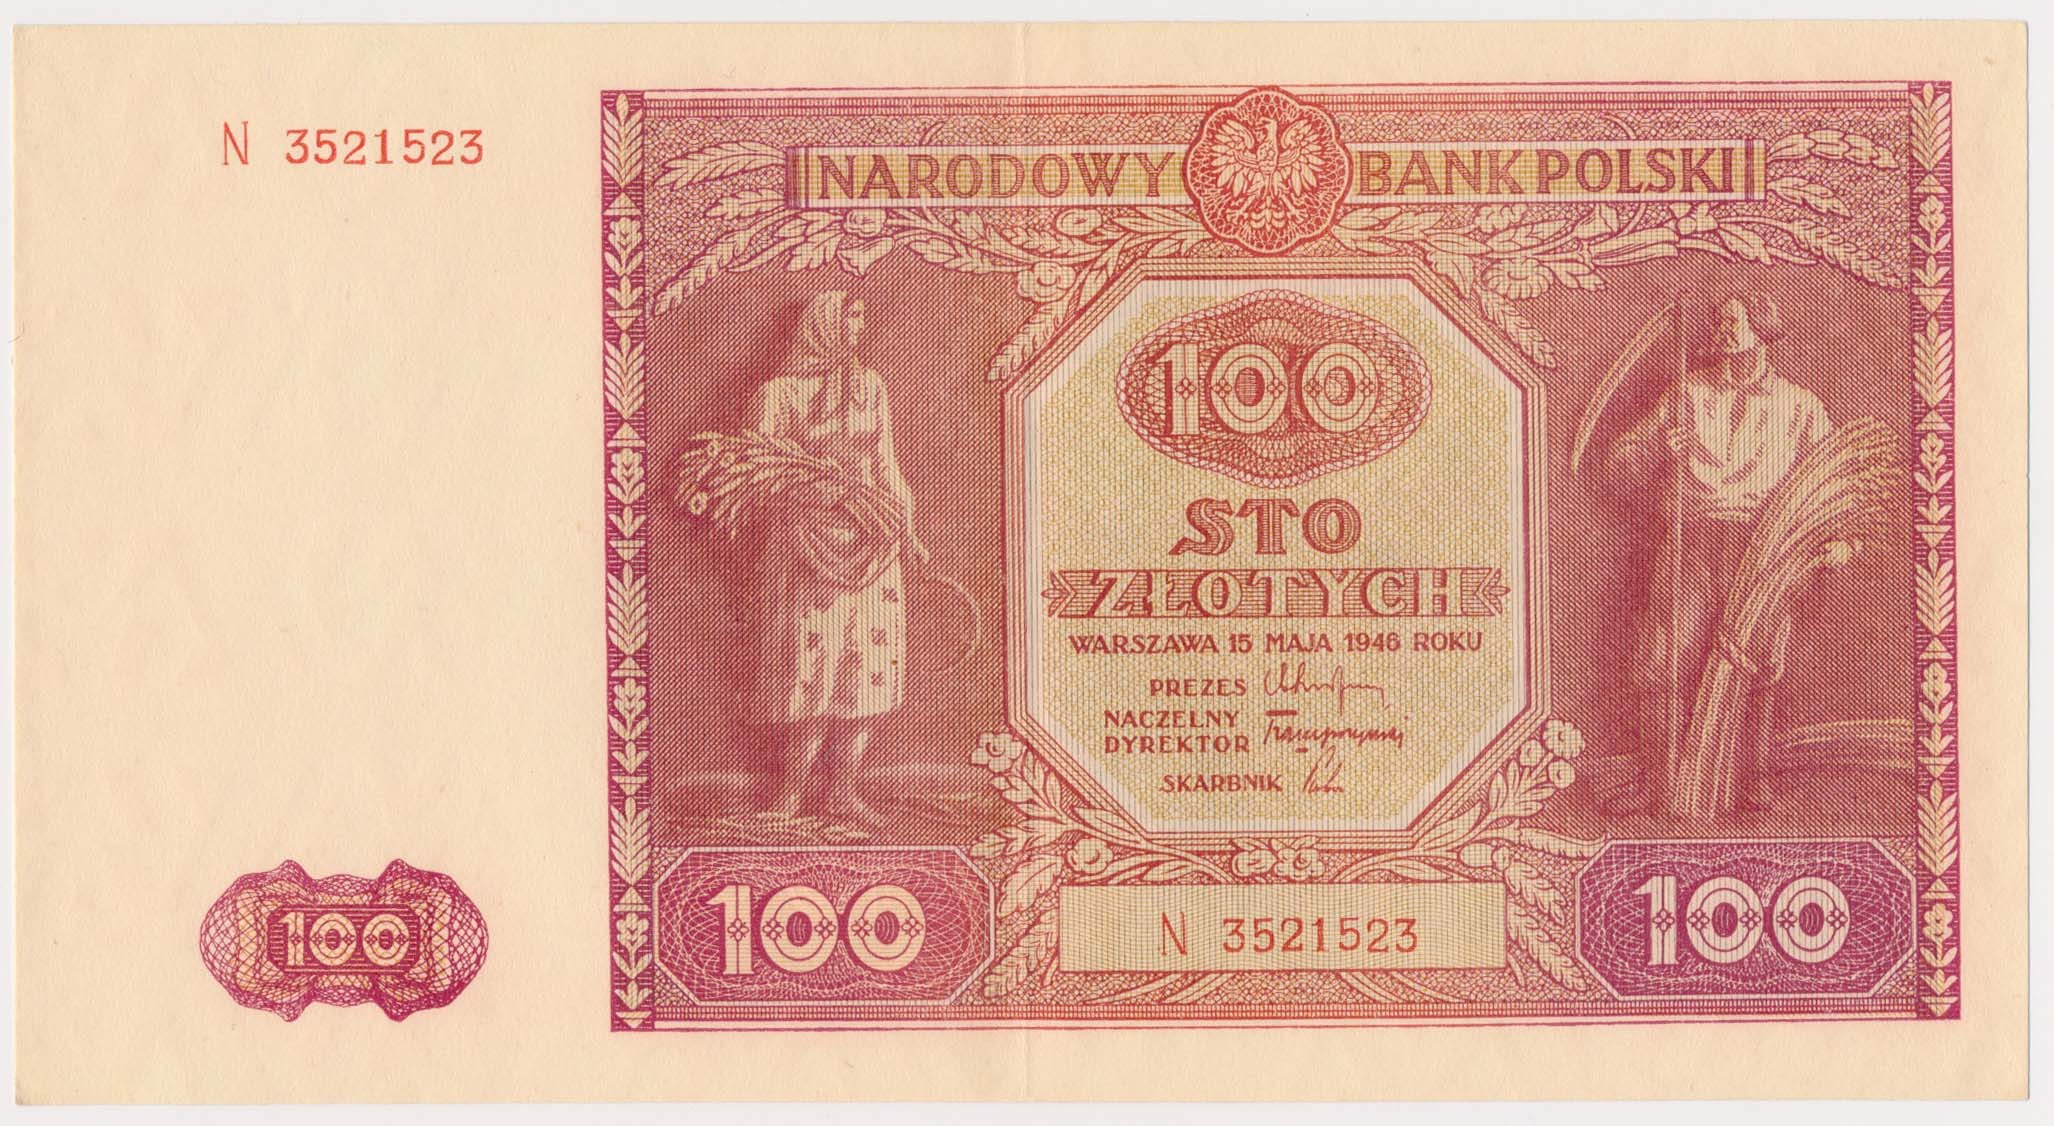 N 3521523
NARODOWY BANK POLSKI
100
STO
ZŁOTYCH
WARSZAWA 15 MAJA 1946 ROKU
PREZES
NACZELNY
DYREKTOR
SKARBNIK
100
100
N 3521523
100